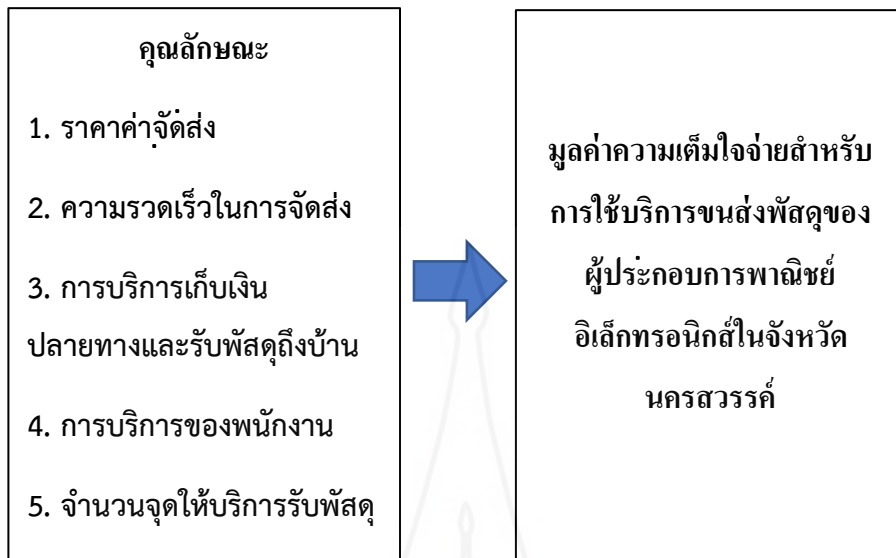 คุณลักษณะ
1. ราคาค่าจัดส่ง
2. ความรวดเร็วในการจัดส่ง
3. การบริการเก็บเงิน
ปลายทางและรับพัสดุถึงบ้าน
4. การบริการของพนักงาน
5. จำนวนจุดให้บริการรับพัสดุ
มูลค่าความเต็มใจจ่ายสำหรับ
การใช้บริการขนส่งพัสดุของ
ผู้ประกอบการพาณิชย์
อิเล็กทรอนิกส์ในจังหวัด
นครสวรรค์